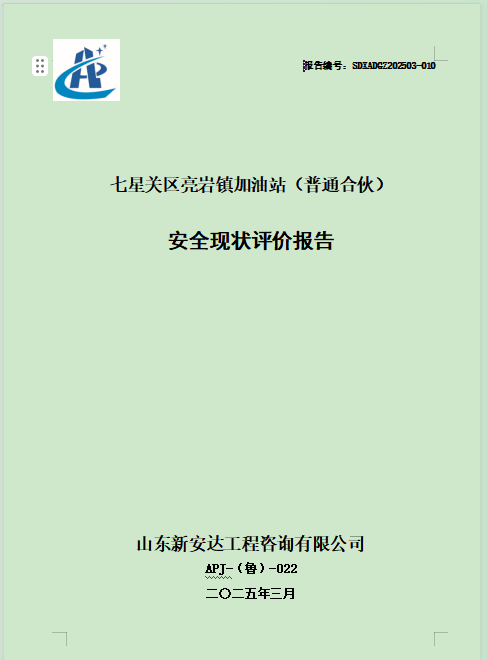 报告编号：SDXADGZ202503-010
七星关区亮岩镇加油站（普通合伙）
安全现状评价报告
山东新安达工程咨询有限公司
APJ-（鲁）-022
二〇二五年三月